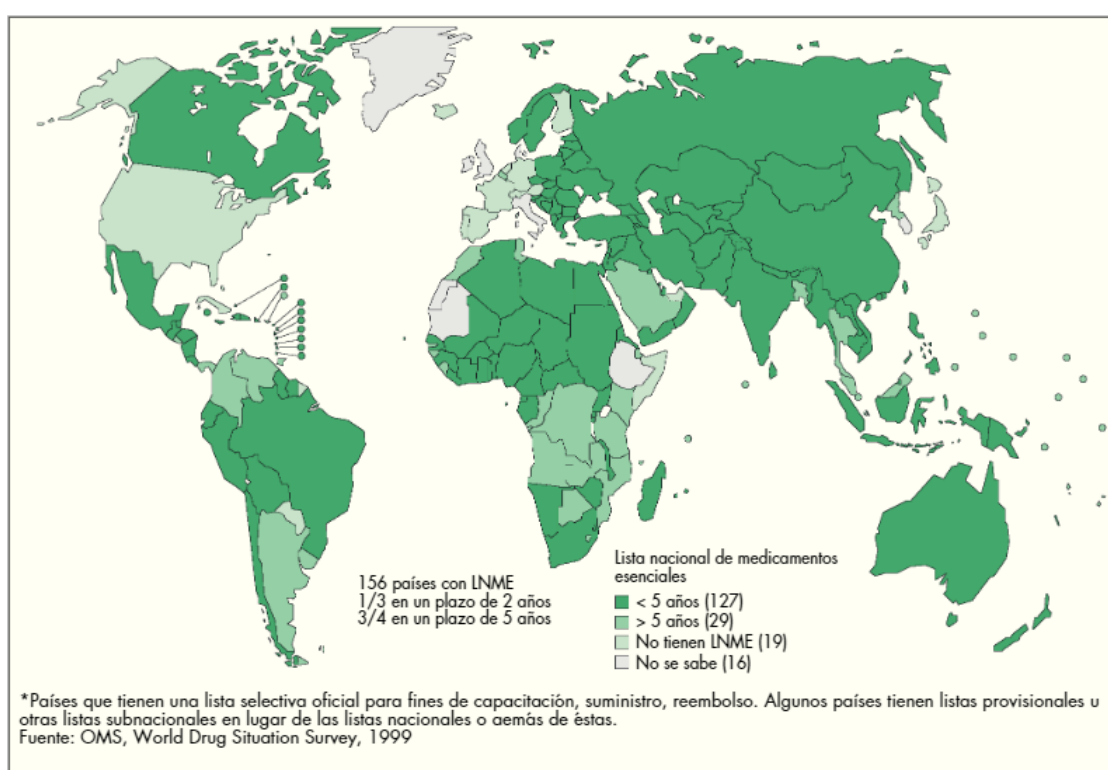 156 países con LNME
1/3 en un plazo de 2 años
3/4 en un plazo de 5 años
Lista nacional de medicamentos
esenciales
< 5 años (127)
> 5 años (29)
No tienen LNME (19)
No se sabe (16)
*Países que tienen una lista selectiva oficial para fines de capacitación, suministro, reembolso. Algunos países tienen listas provisionales u
otras listas subnacionales en lugar de las listas nacionales o aemás de éstas.
Fuente: OMS, World Drug Situation Survey, 1999